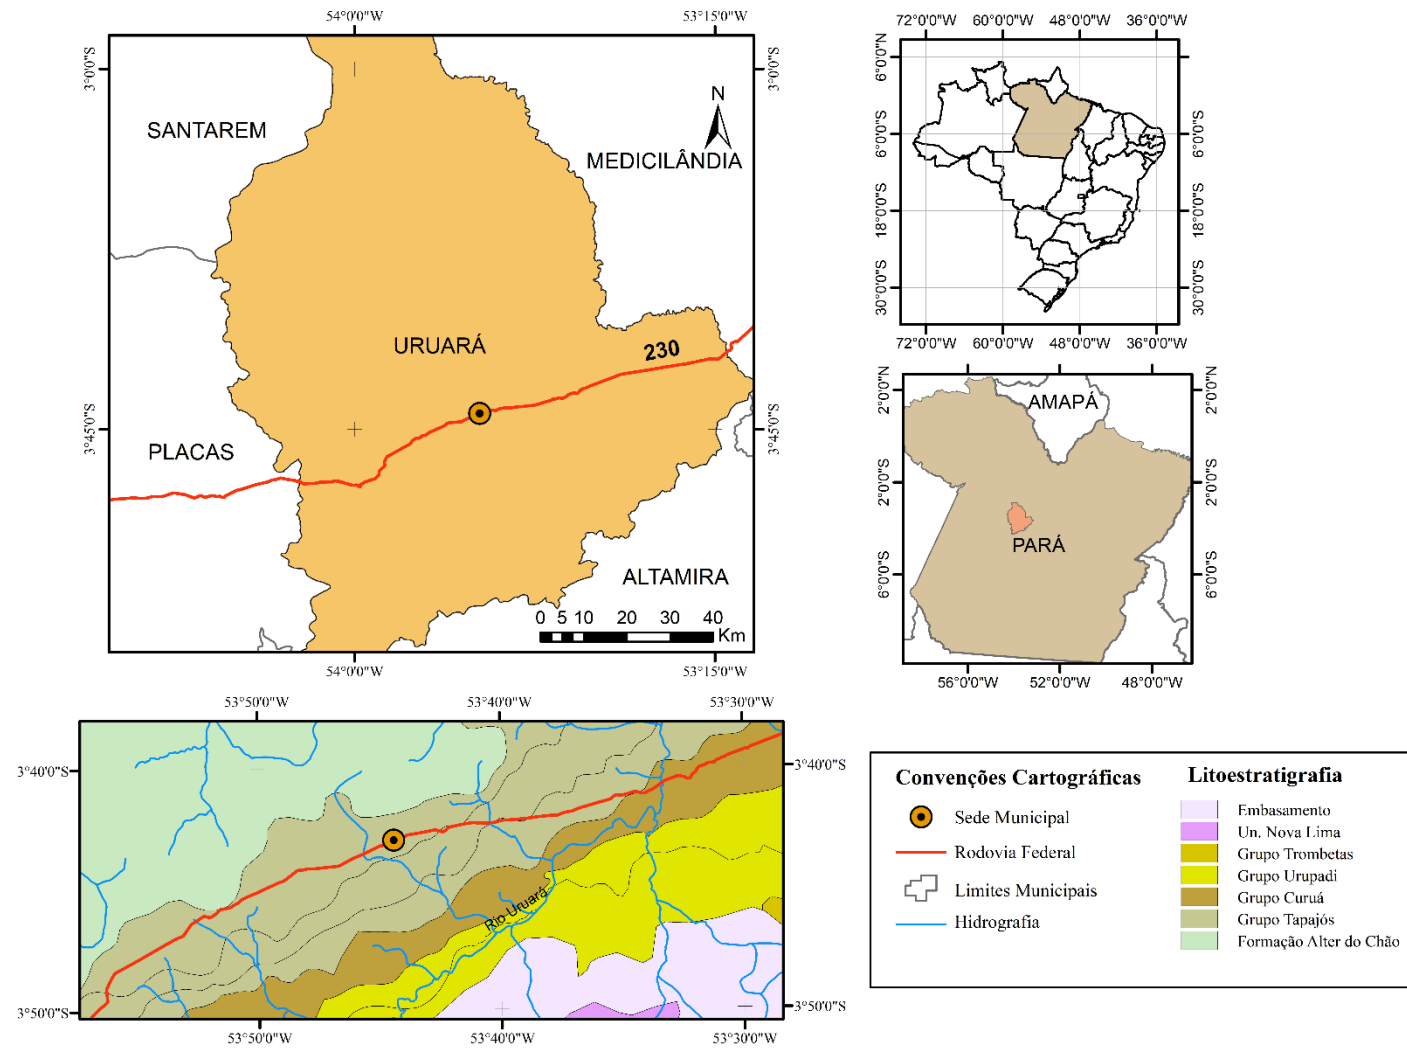 54°0'0"W 53°15'0"W
3°0'0"S 3°0'0"S
SANTAREM
N
MEDICILÂNDIA
URUARÁ
230
3°45'0"S 3°45'0"S
PLACAS
ALTAMIRA
0 5 10 20 30 40
Km
54°0'0"W 53°15'0"W
72°0'0"W 60°0'0"W 48°0'0"W 36°0'0"W
6°0'0"N 6°0'0"N
6°0'0"S 6°0'0"S
18°0'0"S 18°0'0"S
30°0'0"S 30°0'0"S
72°0'0"W 60°0'0"W 48°0'0"W 36°0'0"W
2°0'0"N 2°0'0"N
AMAPÁ
2°0'0"S 2°0'0"S
PARÁ
6°0'0"S 6°0'0"S
56°0'0"W 52°0'0"W 48°0'0"W
53°50'0"W 53°40'0"W 53°30'0"W
3°40'0"S 3°40'0"S
Rio Uruará
3°50'0"S 3°50'0"S
53°50'0"W 53°40'0"W 53°30'0"W
Convenções Cartográficas
Sede Municipal
Rodovia Federal
Limites Municipais
Hidrografia
Litoestratigrafia
Embasamento
Un. Nova Lima
Grupo Trombetas
Grupo Urupadi
Grupo Curuá
Grupo Tapajós
Formação Alter do Chão